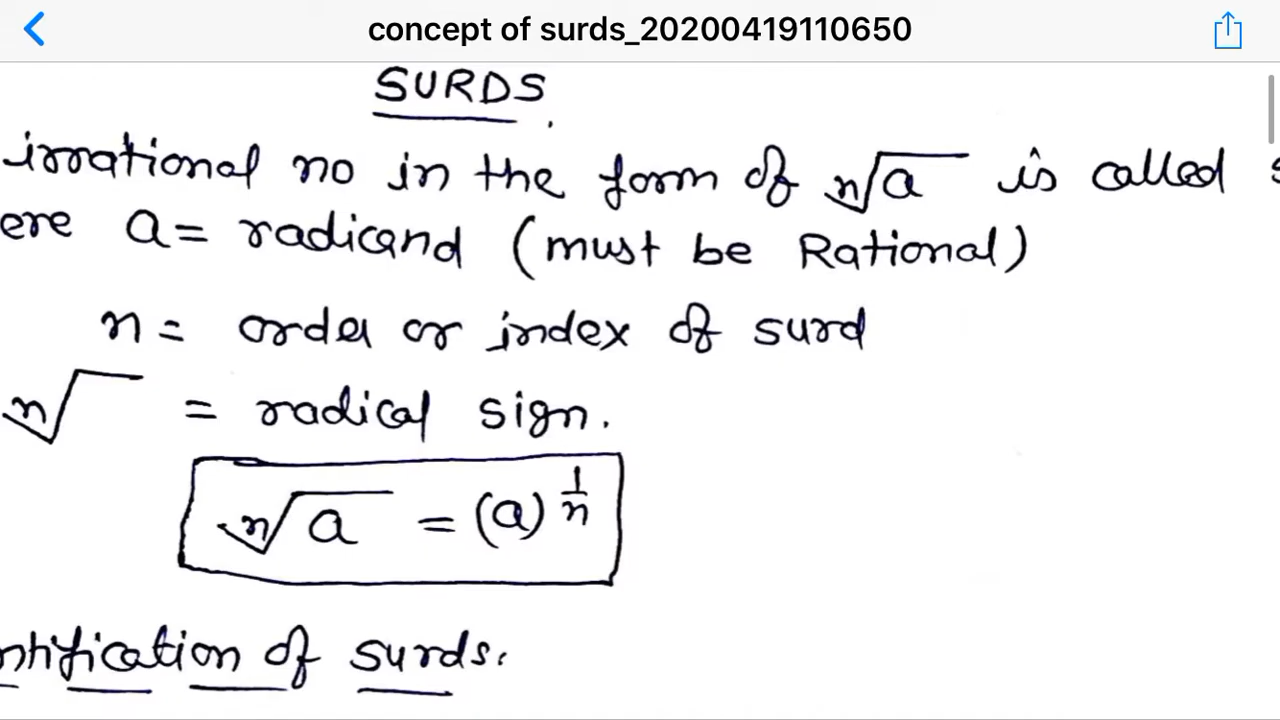 concept of surds_20200419110650
SURDS.
irrational no in the form of ⁿ√a is called s
ere a = radicand (must be Rational)
n = order or index of surd
ⁿ√ = radical sign.
ⁿ√a = (a)^{1/n}
ntification of surds.